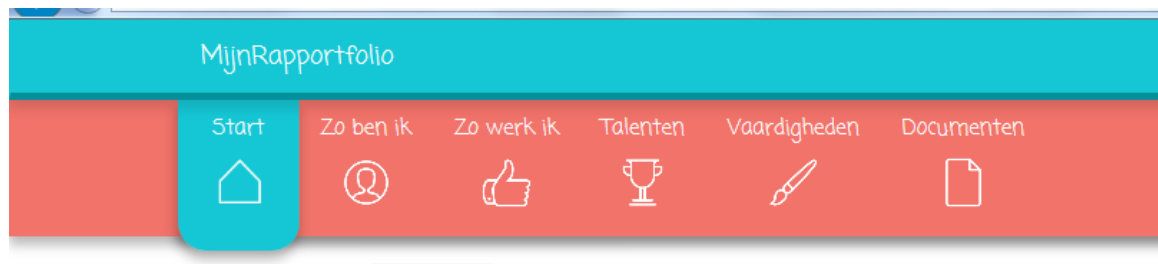 MijnRapportfolio
Start Zo ben ik Zo werk ik Talenten Vaardigheden Documenten